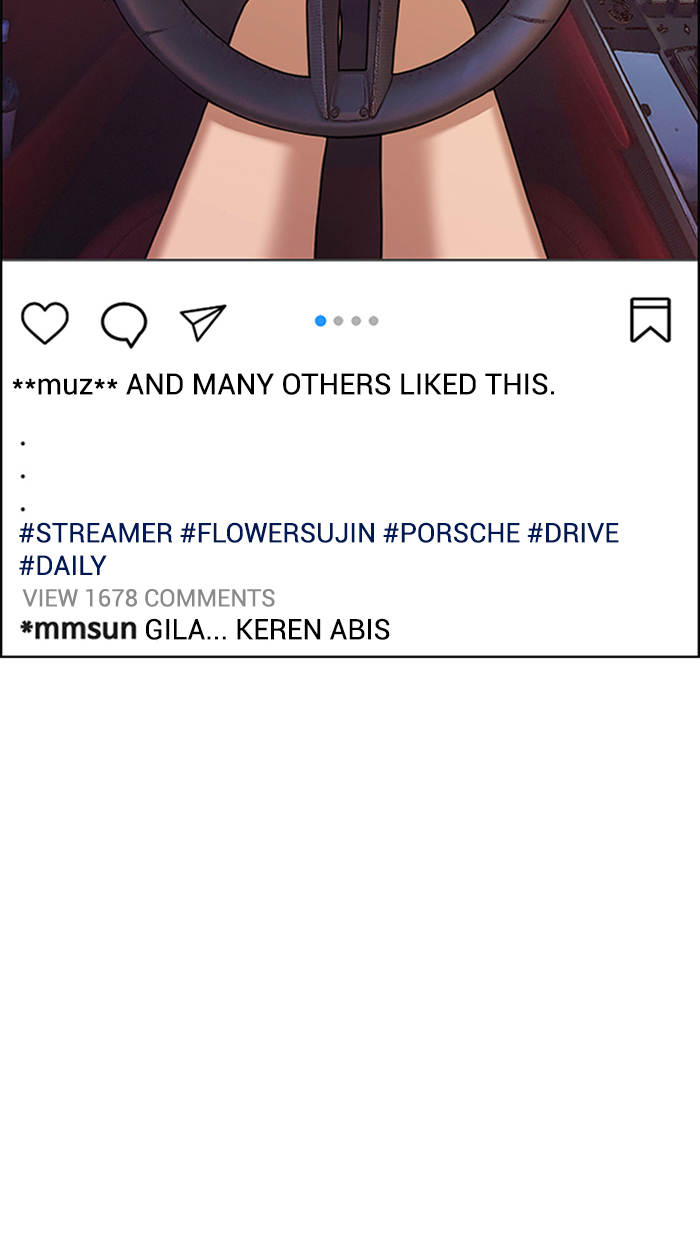 **muz** AND MANY OTHERS LIKED THIS.
.
.
.
#STREAMER #FLOWERSUJIN #PORSCHE #DRIVE
#DAILY
VIEW 1678 COMMENTS
*mmsun GILA... KEREN ABIS